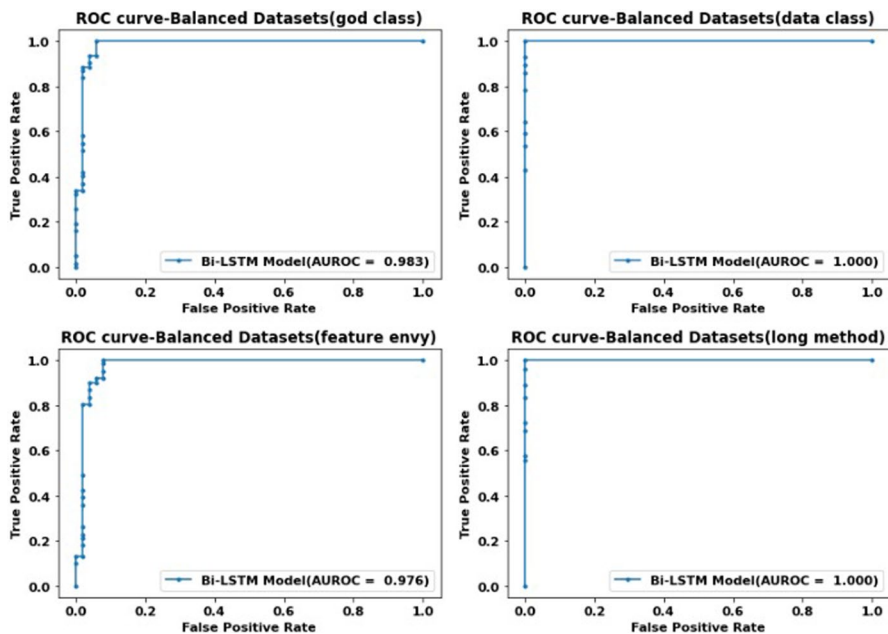 ROC curve-Balanced Datasets(god class)
True Positive Rate
1.0
0.8
0.6
0.4
0.2
0.0
Bi-LSTM Model(AUROC =  0.983)
0.0 0.2 0.4 0.6 0.8 1.0
False Positive Rate
ROC curve-Balanced Datasets(data class)
True Positive Rate
1.0
0.8
0.6
0.4
0.2
0.0
Bi-LSTM Model(AUROC =  1.000)
0.0 0.2 0.4 0.6 0.8 1.0
False Positive Rate
ROC curve-Balanced Datasets(feature envy)
True Positive Rate
1.0
0.8
0.6
0.4
0.2
0.0
Bi-LSTM Model(AUROC =  0.976)
0.0 0.2 0.4 0.6 0.8 1.0
False Positive Rate
ROC curve-Balanced Datasets(long method)
True Positive Rate
1.0
0.8
0.6
0.4
0.2
0.0
Bi-LSTM Model(AUROC =  1.000)
0.0 0.2 0.4 0.6 0.8 1.0
False Positive Rate